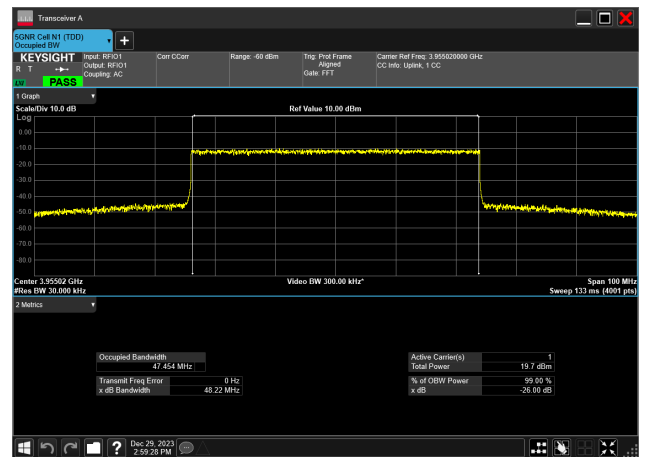 Transceiver A
5GNR Cell N1 (TDD)
Occupied BW
KEYSIGHT
R T
PASS
Input: RFIO1
Output: RFIO1
Coupling: AC
Corr CCorr
Range: -60 dBm
Trig: Prot Frame
Aligned
Gate: FFT
Carrier Ref Freq: 3.955020000 GHz
CC Info: Uplink, 1 CC
1 Graph
Scale/Div 10.0 dB
Ref Value 10.00 dBm
Log
0.00
-10.0
-20.0
-30.0
-40.0
-50.0
-60.0
-70.0
-80.0
Center 3.95502 GHz
Video BW 300.00 kHz*
Span 100 MHz
#Res BW 30.000 kHz
Sweep 133 ms (4001 pts)
2 Metrics
Occupied Bandwidth
47.454 MHz
Active Carrier(s) 1
Total Power 19.7 dBm
Transmit Freq Error 0 Hz
x dB Bandwidth 48.22 MHz
% of OBW Power 99.00 %
x dB -26.00 dB
?
Dec 29, 2023
2:59:28 PM